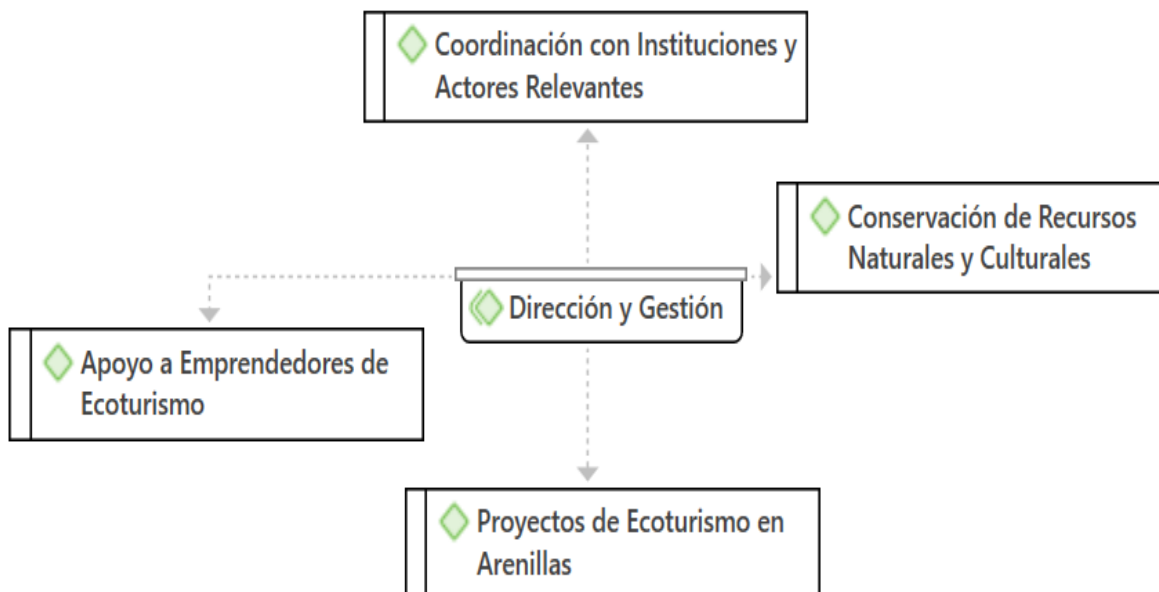 Coordinación con Instituciones y
Actores Relevantes
Conservación de Recursos
Naturales y Culturales
Dirección y Gestión
Apoyo a Emprendedores de
Ecoturismo
Proyectos de Ecoturismo en
Arenillas